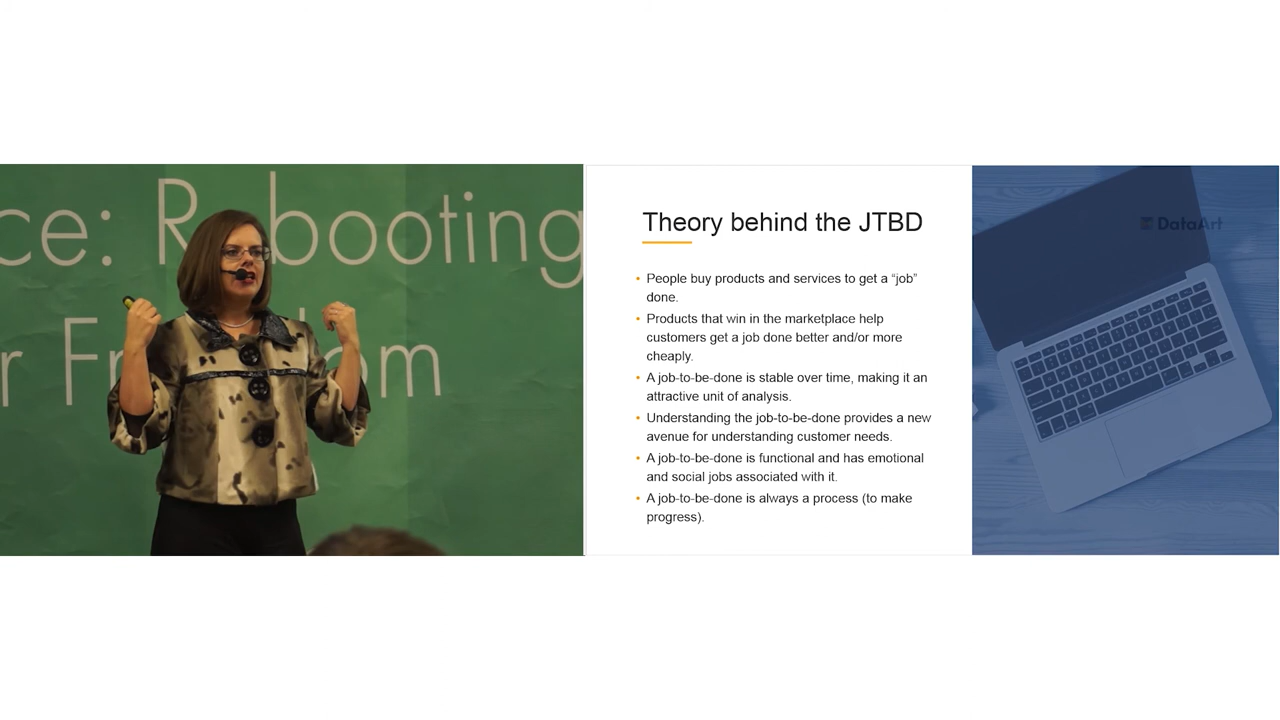 ce: R booting
r Fr om
Theory behind the JTBD
DataArt
• People buy products and services to get a “job”
done.
• Products that win in the marketplace help
customers get a job done better and/or more
cheaply.
• A job-to-be-done is stable over time, making it an
attractive unit of analysis.
• Understanding the job-to-be-done provides a new
avenue for understanding customer needs.
• A job-to-be-done is functional and has emotional
and social jobs associated with it.
• A job-to-be-done is always a process (to make
progress).